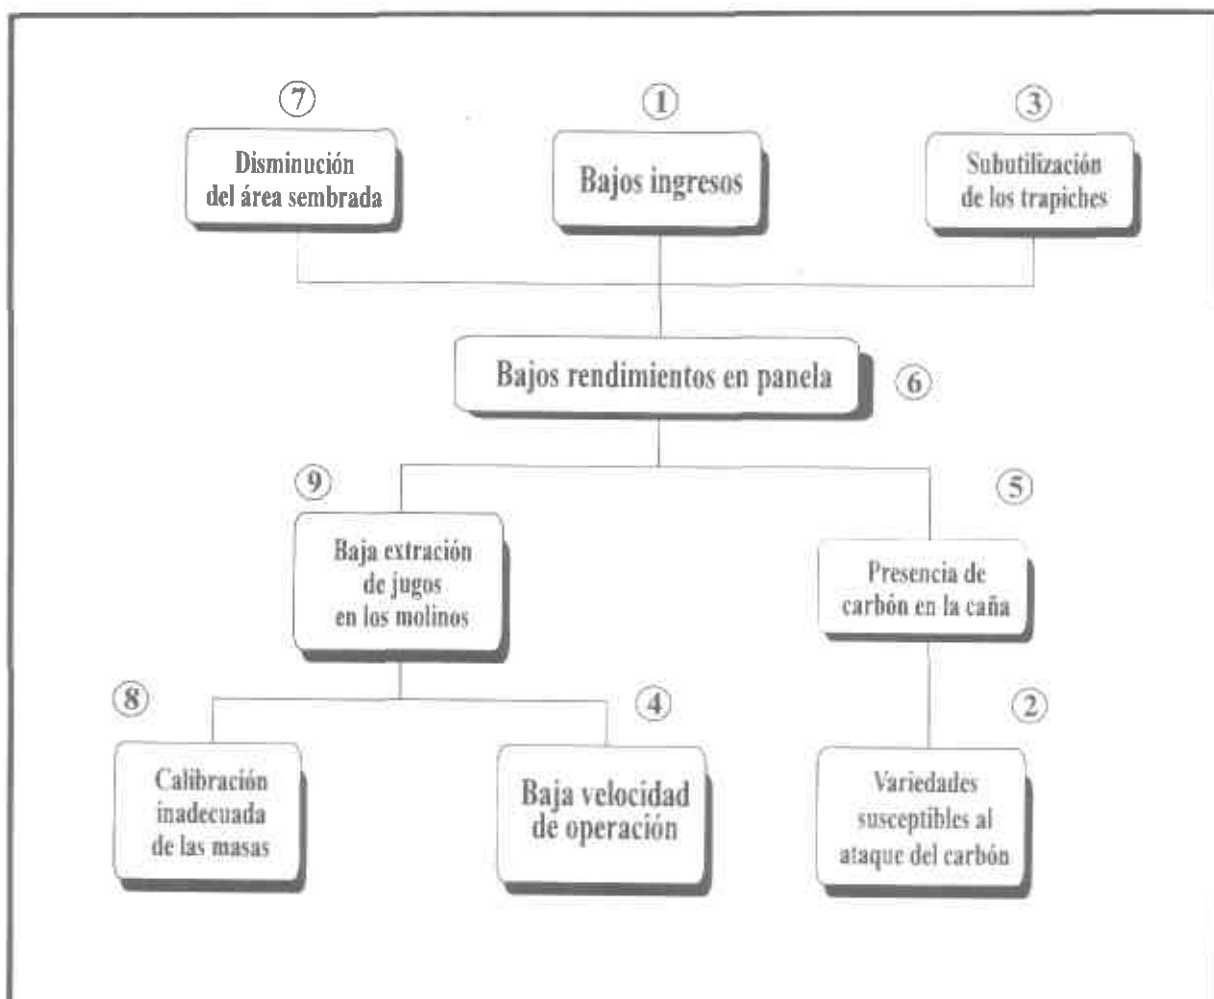 7
1
3
Disminución
del área sembrada
Bajos ingresos
Subutilización
de los trapiches
Bajos rendimientos en panela
6
9
5
Baja extración
de jugos
en los molinos
Presencia de
carbón en la caña
8
4
2
Calibración
inadecuada
de las masas
Baja velocidad
de operación
Variedades
susceptibles al
ataque del carbón